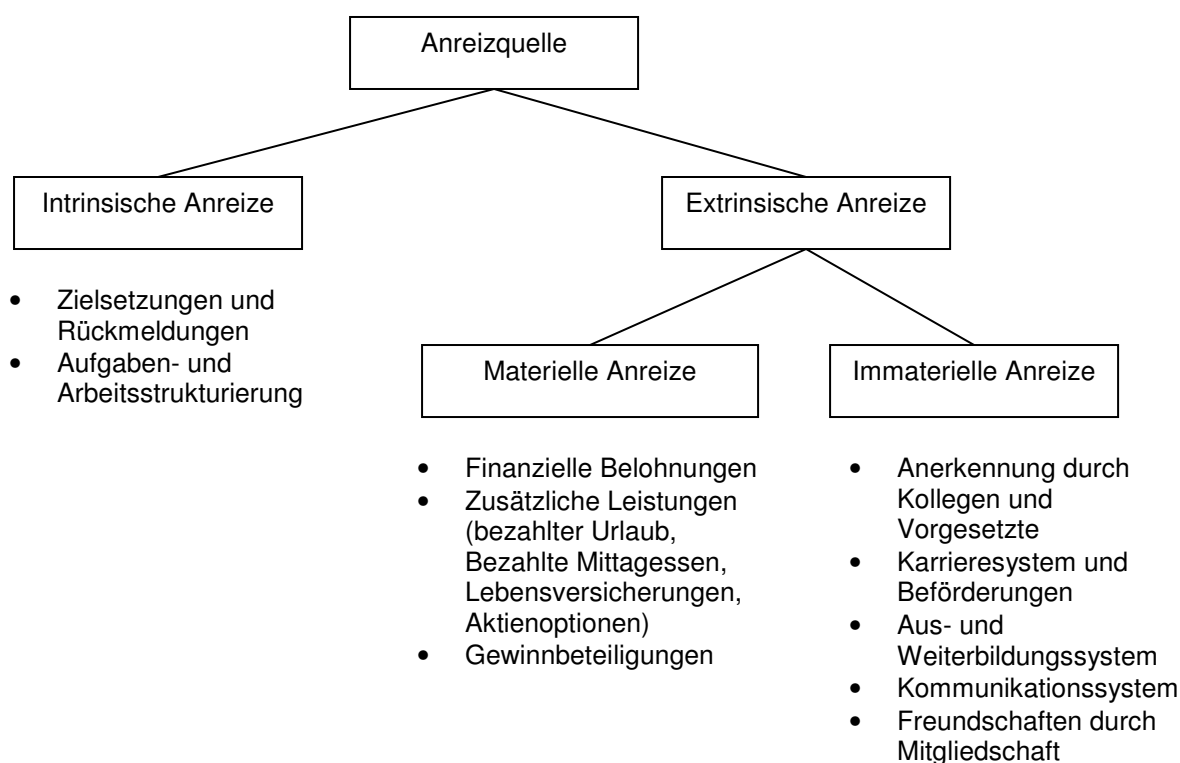 Anreizquelle
Intrinsische Anreize
Extrinsische Anreize
• Zielsetzungen und
Rückmeldungen
• Aufgaben- und
Arbeitsstrukturierung
Materielle Anreize
Immaterielle Anreize
• Finanzielle Belohnungen
• Zusätzliche Leistungen
(bezahlter Urlaub,
Bezahlte Mittagessen,
Lebensversicherungen,
Aktienoptionen)
• Gewinnbeteiligungen
• Anerkennung durch
Kollegen und
Vorgesetzte
• Karrieresystem und
Beförderungen
• Aus- und
Weiterbildungssystem
• Kommunikationssystem
• Freundschaften durch
Mitgliedschaft